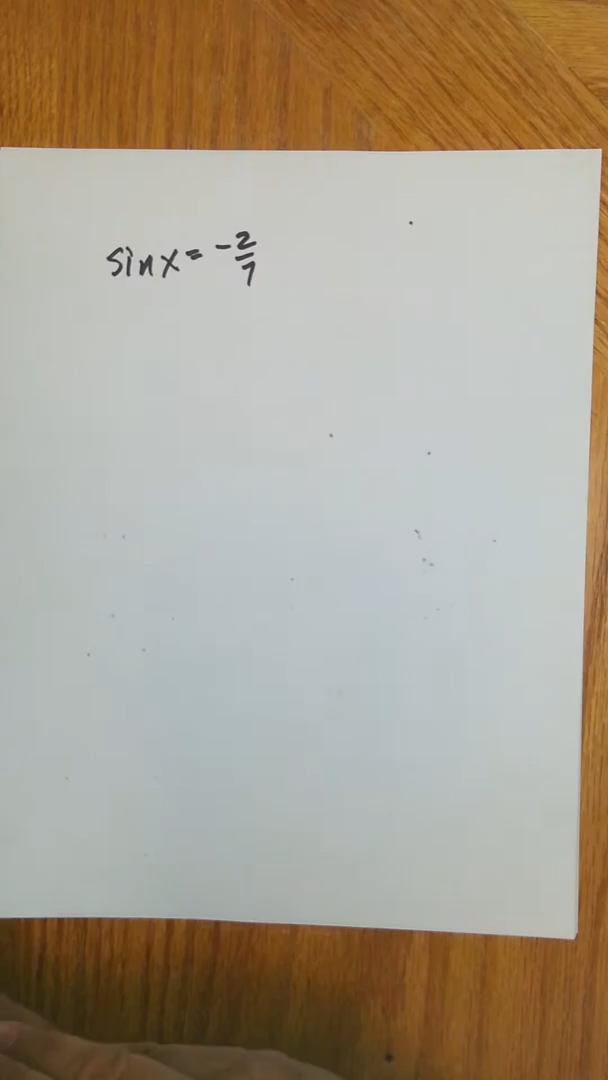 sin x = -2/7